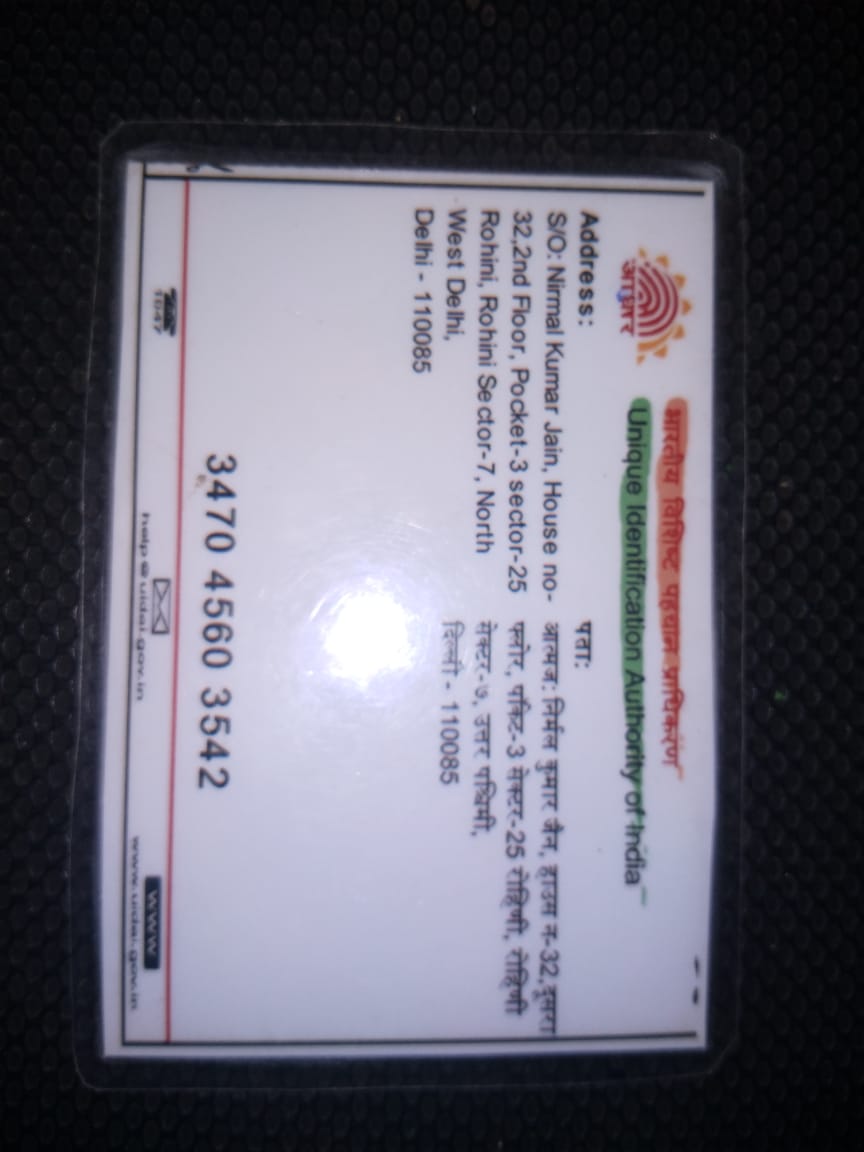 भारतीय विशिष्ट पहचान प्राधिकरण
Unique Identification Authority of India
आधार
Address:
S/O: Nirmal Kumar Jain, House no-
32,2nd Floor, Pocket-3 sector-25
Rohini, Rohini Sector-7, North
West Delhi,
Delhi - 110085
पता:
आत्मज: निर्मल कुमार जैन, हाउस न-32,दूसरा
फ्लोर, पॉकेट-3 सेक्टर-25 रोहिणी, रोहिणी
सेक्टर-७, उत्तर पश्चिमी,
दिल्ली - 110085
3470 4560 3542
1947
help@uidai.gov.in
WWW
www.uidai.gov.in